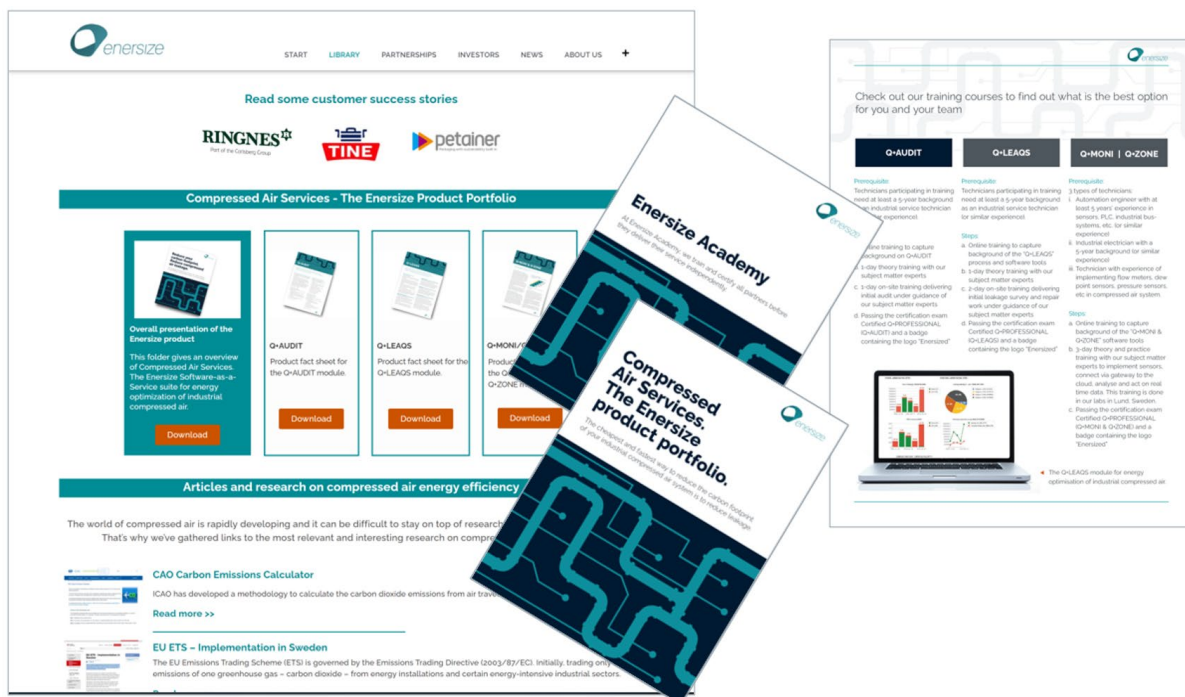 enersize
START LIBRARY PARTNERSHIPS INVESTORS NEWS ABOUT US +
Read some customer success stories
RINGNES
Part of the Carlsberg Group
TINE
petainer
Compressed Air Services - The Enersize Product Portfolio
Overall presentation of the
Enersize product
This folder gives an overview
of Compressed Air Services.
The Enersize Software-as-a-
Service suite for energy
optimization of industrial
compressed air.
Download
Q+AUDIT
Product fact sheet for
the Q+AUDIT module.
Download
Q+LEAQS
Product fact sheet for the
Q+LEAQS module.
Download
Q+MONI/
Produc
the Q
Q+ZONE m
Download
Articles and research on compressed air energy efficiency
The world of compressed air is rapidly developing and it can be difficult to stay on top of research
That's why we've gathered links to the most relevant and interesting research on compre
CAO Carbon Emissions Calculator
ICAO has developed a methodology to calculate the carbon dioxide emissions from air trave
Read more >>
EU ETS – Implementation in Sweden
The EU Emissions Trading Scheme (ETS) is governed by the Emissions Trading Directive (2003/87/EC). Initially, trading only
emissions of one greenhouse gas – carbon dioxide – from energy installations and certain energy-intensive industrial sectors.
enersize
Enersize Academy
At Enersize Academy, we train and certify all partners before
they deliver their service independently.
enersize
Compressed
Air Services.
The Enersize
product portfolio.
The cheapest and fastest way to reduce the carbon footprint
of your industrial compressed air system is to reduce leakage.
enersize
Check out our training courses to find out what is the best option
for you and your team
Q+AUDIT
Prerequisite:
Technicians participating in training
need at least a 5-year background
an industrial service technician
experience)
nline training to capture
background on Q+AUDIT
b. 1-day theory training with our
subject matter experts
c. 1-day on-site training delivering
initial audit under guidance of
our subject matter experts
d. Passing the certification exam
Certified Q+PROFESSIONAL
(Q+AUDIT) and a badge
containing the logo "Enersized"
Q+LEAQS
Prerequisite:
Technicians participating in training
need at least a 5-year background
as an industrial service technician
(or similar experience)
Steps:
a. Online training to capture
background of the "Q+LEAQS"
process and software tools
b. 1-day theory training with our
subject matter experts
c. 2-day on-site training delivering
initial leakage survey and repair
work under guidance of our
subject matter experts
d. Passing the certification exam
Certified Q+PROFESSIONAL
(Q+LEAQS) and a badge
containing the logo "Enersized"
Q+MONI | Q+ZONE
Prerequisite:
3 types of technicians:
i. Automation engineer with at
least 5 years' experience in
sensors, PLC, industrial bus-
systems, etc. (or similar
experience)
ii. Industrial electrician with a
5-year background (or similar
experience)
iii. Technician with experience of
implementing flow meters, dew
point sensors, pressure sensors,
etc in compressed air system
Steps:
a. Online training to capture
background of the "Q+MONI &
Q+ZONE" software tools
b. 3-day theory and practice
training with our subject matter
experts to implement sensors,
connect via gateway to the
cloud, analyse and act on real
time data. This training is done
in our labs in Lund, Sweden.
c. Passing the certification exam
Certified Q+PROFESSIONAL
(Q+MONI & Q+ZONE) and a
badge containing the logo
"Enersized"
The Q+LEAQS module for energy
optimisation of industrial compressed air.